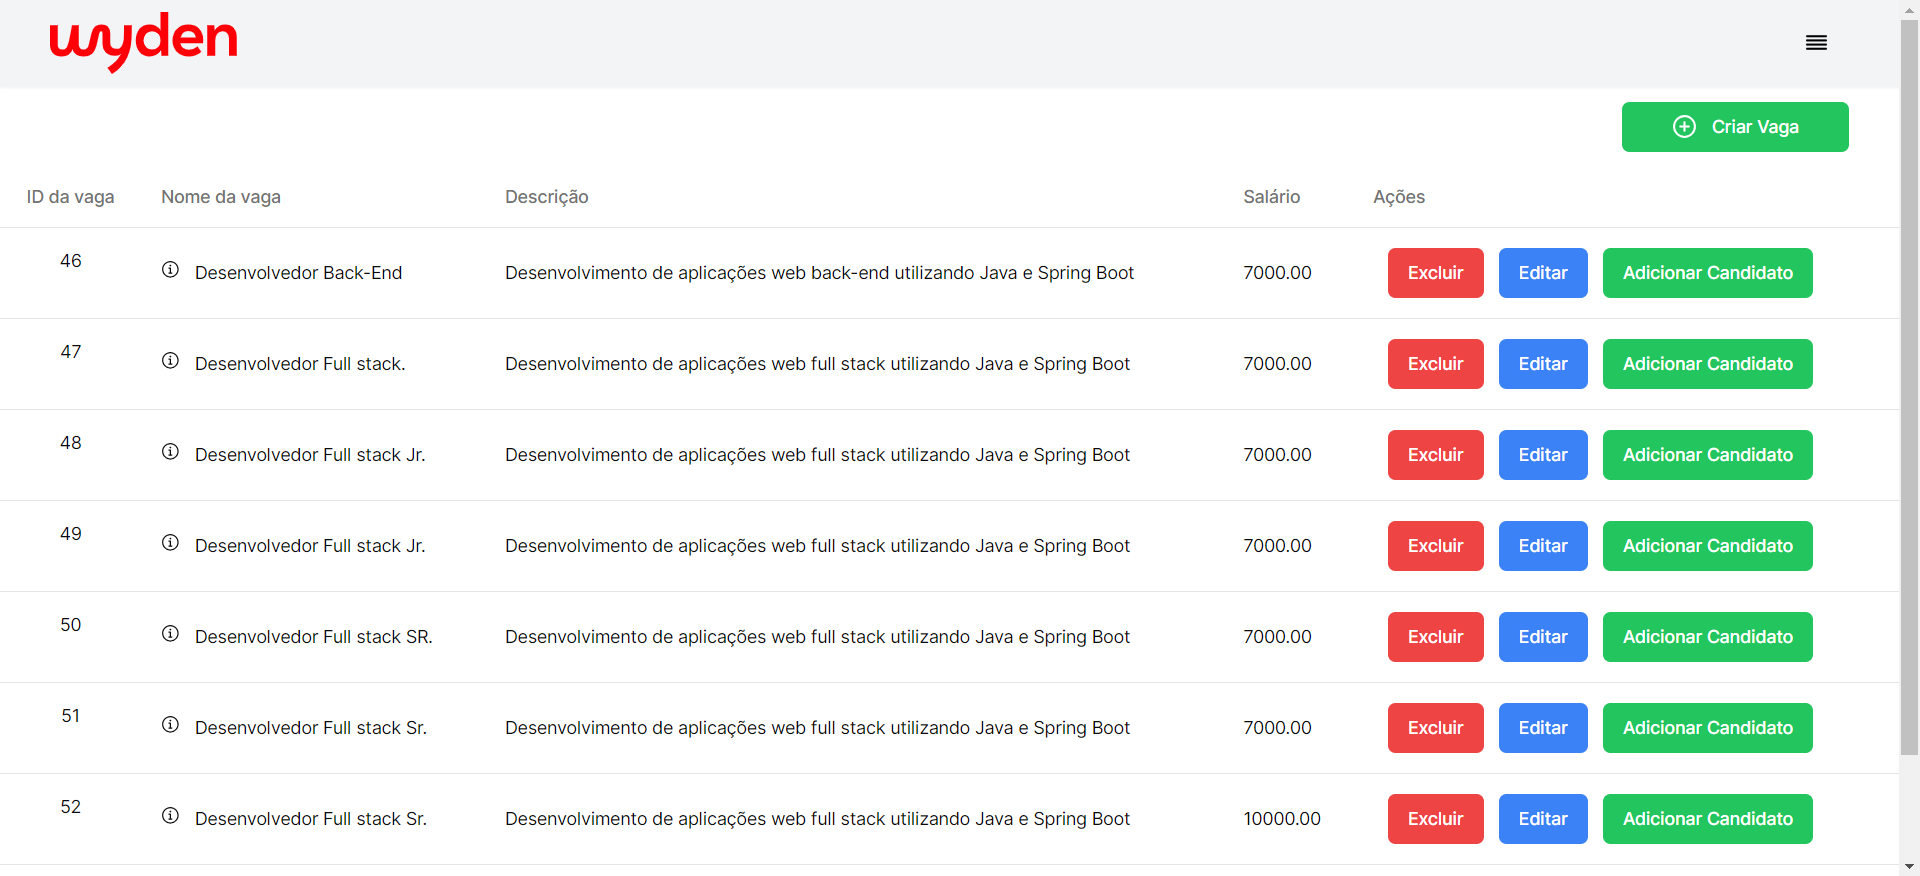 wyden
Criar Vaga
ID da vaga Nome da vaga Descrição Salário Ações
46 Desenvolvedor Back-End Desenvolvimento de aplicações web back-end utilizando Java e Spring Boot 7000.00 Excluir Editar Adicionar Candidato
47 Desenvolvedor Full stack. Desenvolvimento de aplicações web full stack utilizando Java e Spring Boot 7000.00 Excluir Editar Adicionar Candidato
48 Desenvolvedor Full stack Jr. Desenvolvimento de aplicações web full stack utilizando Java e Spring Boot 7000.00 Excluir Editar Adicionar Candidato
49 Desenvolvedor Full stack Jr. Desenvolvimento de aplicações web full stack utilizando Java e Spring Boot 7000.00 Excluir Editar Adicionar Candidato
50 Desenvolvedor Full stack SR. Desenvolvimento de aplicações web full stack utilizando Java e Spring Boot 7000.00 Excluir Editar Adicionar Candidato
51 Desenvolvedor Full stack Sr. Desenvolvimento de aplicações web full stack utilizando Java e Spring Boot 7000.00 Excluir Editar Adicionar Candidato
52 Desenvolvedor Full stack Sr. Desenvolvimento de aplicações web full stack utilizando Java e Spring Boot 10000.00 Excluir Editar Adicionar Candidato